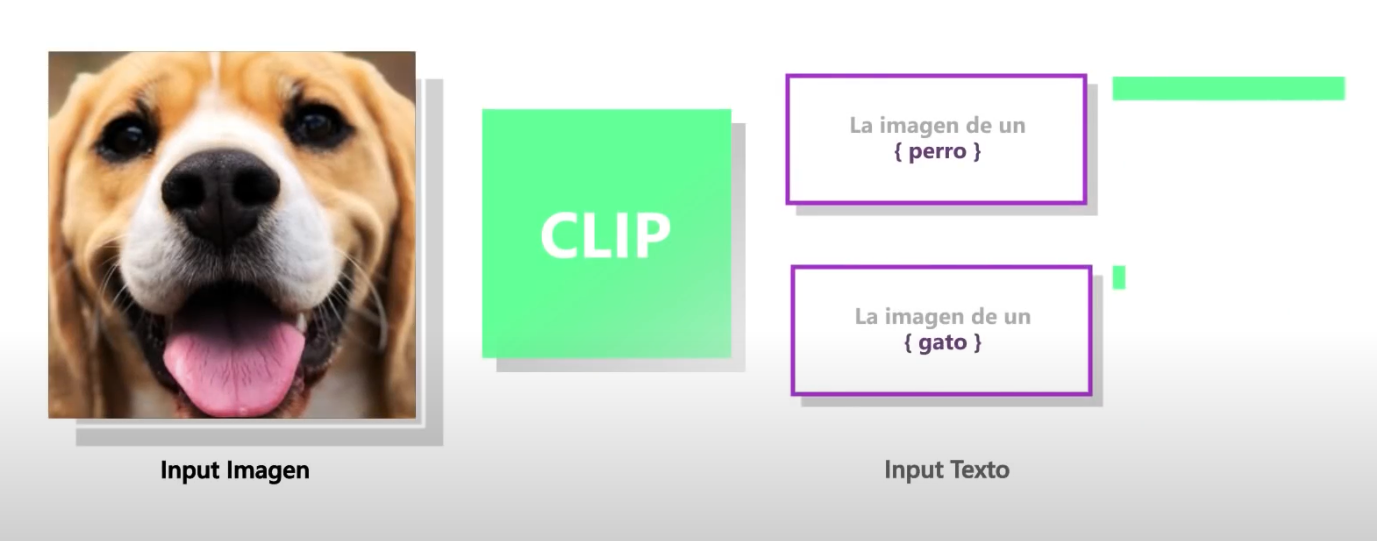 CLIP
La imagen de un
{ perro }
La imagen de un
{ gato }
Input Imagen
Input Texto